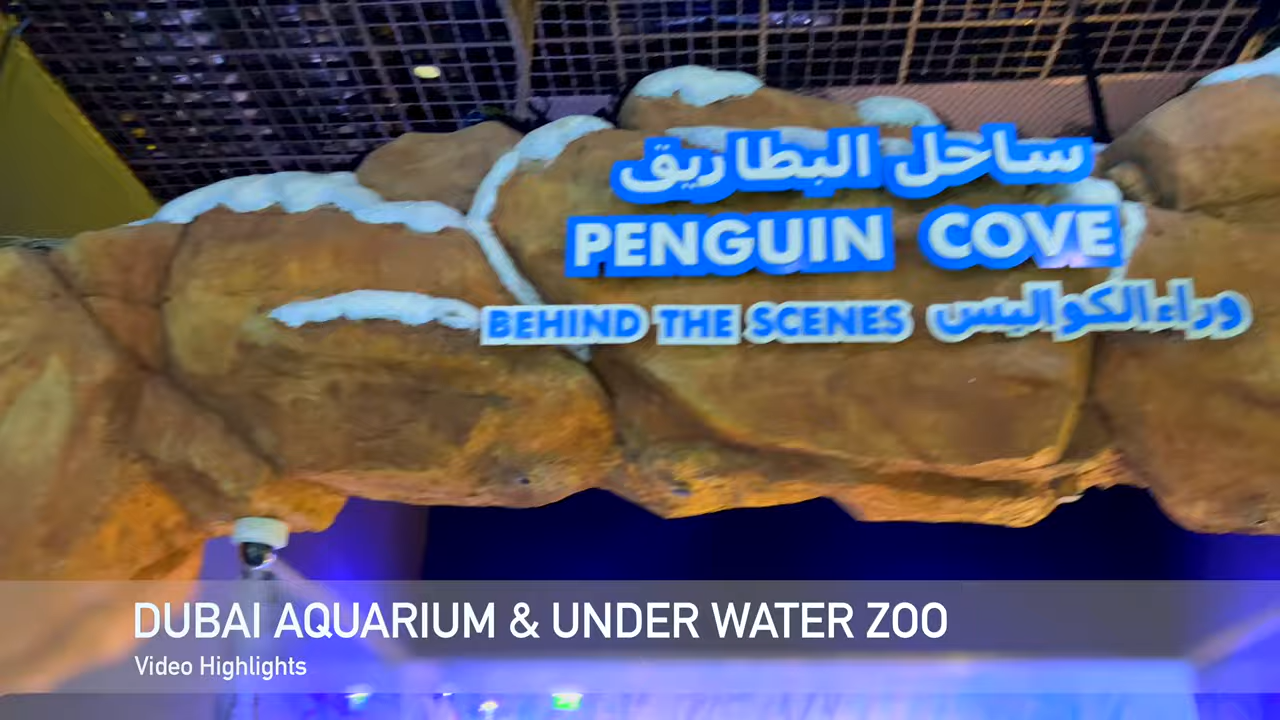 ساحل البطاريق
PENGUIN COVE
BEHIND THE SCENES وراء الكواليس
DUBAI AQUARIUM & UNDER WATER ZOO
Video Highlights